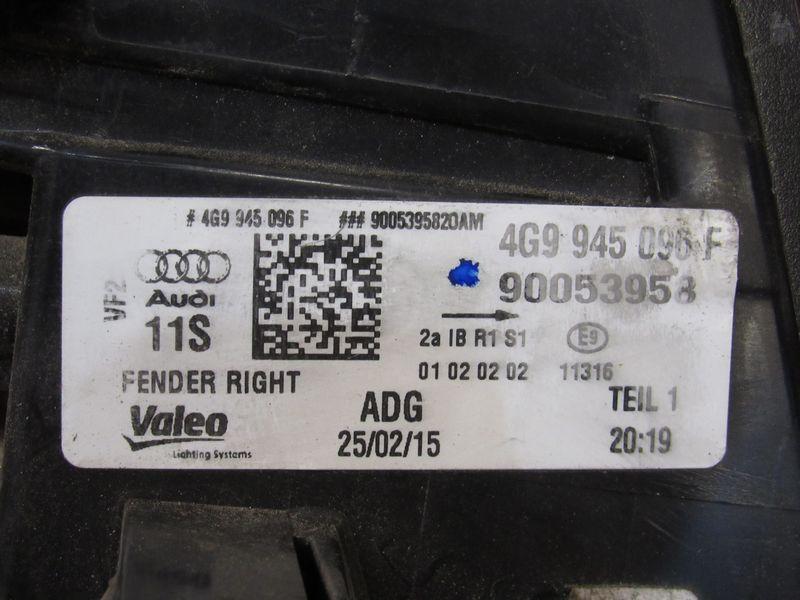 # 4G9 945 096 F ### 9005395820AM
4G9 945 096 F
90053958
VF2
Audi
11S
2a IB R1 S1 E9
01 02 02 02 11316
FENDER RIGHT
ADG
TEIL 1
Valeo
Lighting Systems
25/02/15
20:19